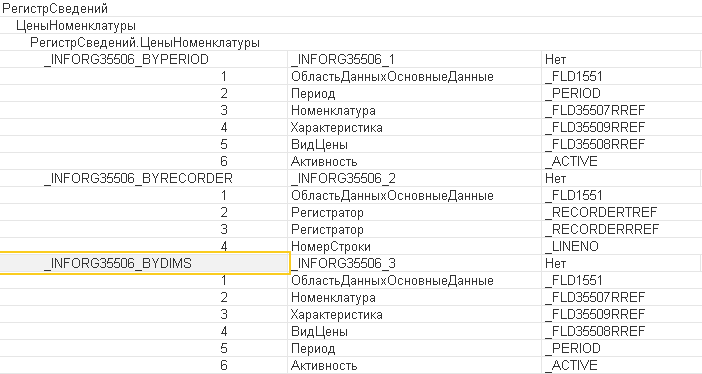 РегистрСведений
ЦеныНоменклатуры
РегистрСведений.ЦеныНоменклатуры
_INFORG35506_BYPERIOD _INFORG35506_1 Нет
1 ОбластьДанныхОсновныеДанные _FLD1551
2 Период _PERIOD
3 Номенклатура _FLD35507RREF
4 Характеристика _FLD35509RREF
5 ВидЦены _FLD35508RREF
6 Активность _ACTIVE
_INFORG35506_BYRECORDER _INFORG35506_2 Нет
1 ОбластьДанныхОсновныеДанные _FLD1551
2 Регистратор _RECORDERTREF
3 Регистратор _RECORDERRREF
4 НомерСтроки _LINENO
_INFORG35506_BYDIMS _INFORG35506_3 Нет
1 ОбластьДанныхОсновныеДанные _FLD1551
2 Номенклатура _FLD35507RREF
3 Характеристика _FLD35509RREF
4 ВидЦены _FLD35508RREF
5 Период _PERIOD
6 Активность _ACTIVE